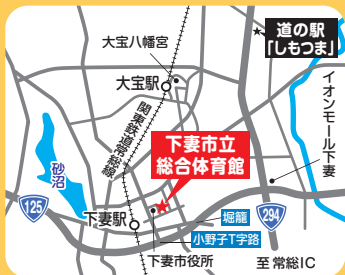 道の駅
「しもつま」
大宝八幡宮
大宝駅
関東鉄道常総線
イオンモール下妻
下妻市立
総合体育館
砂沼
125
下妻駅
堀籠
294
小野子T字路
下妻市役所
至 常総IC